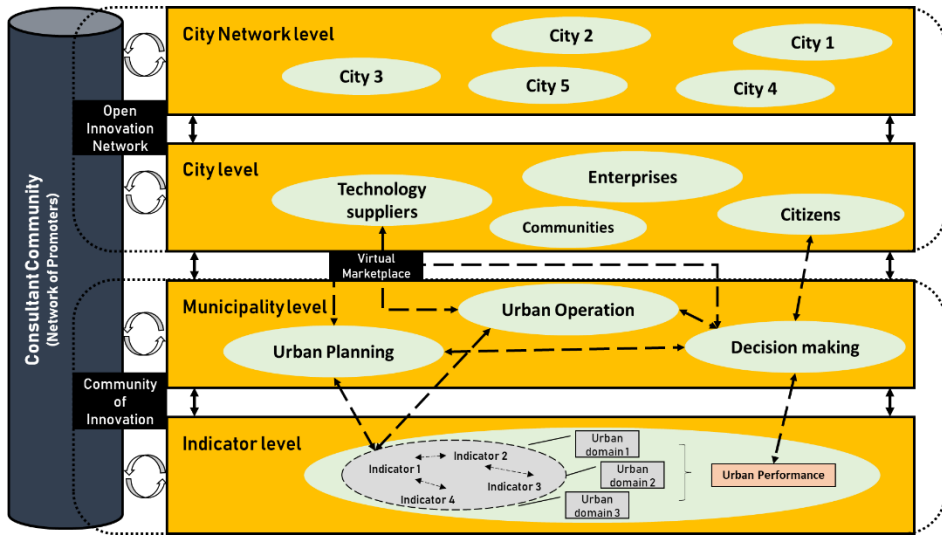 Consultant Community
(Network of Promoters)
City Network level
City 2
City 1
City 3
City 5
City 4
Open
Innovation
Network
City level
Technology
suppliers
Enterprises
Communities
Citizens
Virtual
Marketplace
Municipality level
Urban Operation
Urban Planning
Decision making
Community
of
Innovation
Indicator level
Indicator 1
Indicator 2
Indicator 3
Indicator 4
Urban
domain 1
Urban
domain 2
Urban
domain 3
Urban Performance